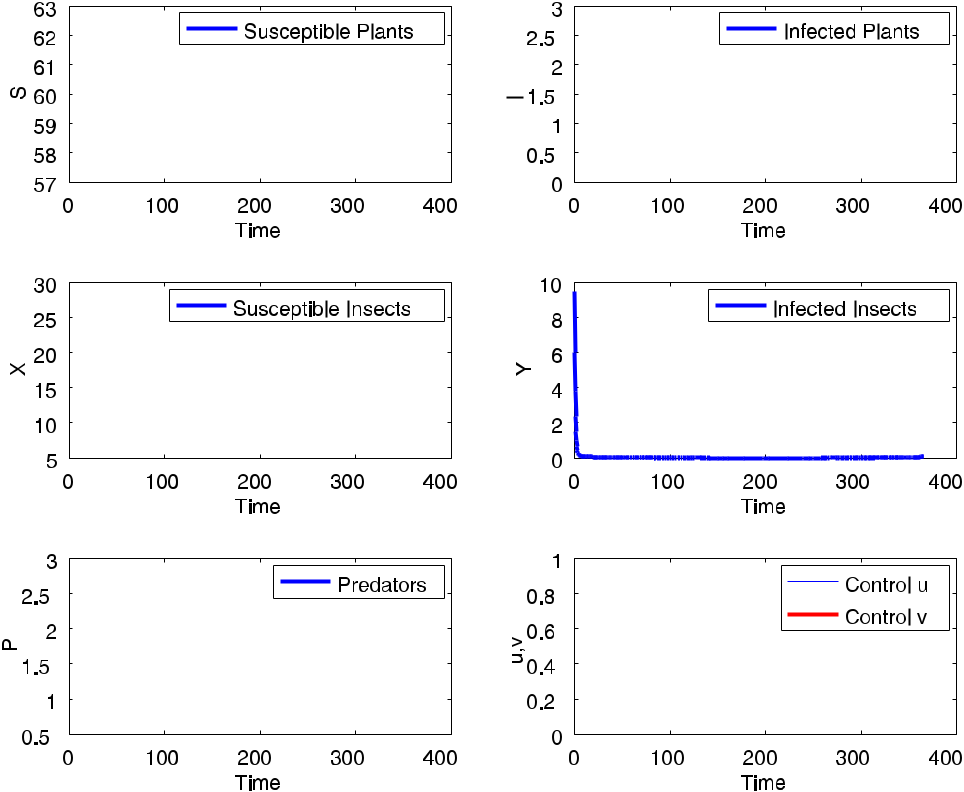 63
62
61
60
59
58
57
S
Susceptible Plants
0 100 200 300 400
Time
3
2.5
2
1.5
1
0.5
0
I
Infected Plants
0 100 200 300 400
Time
30
25
20
15
10
5
X
Susceptible Insects
0 100 200 300 400
Time
10
8
6
4
2
0
Y
Infected Insects
0 100 200 300 400
Time
3
2.5
2
1.5
1
0.5
P
Predators
0 100 200 300 400
Time
1
0.8
0.6
0.4
0.2
0
u,v
Control u
Control v
0 100 200 300 400
Time